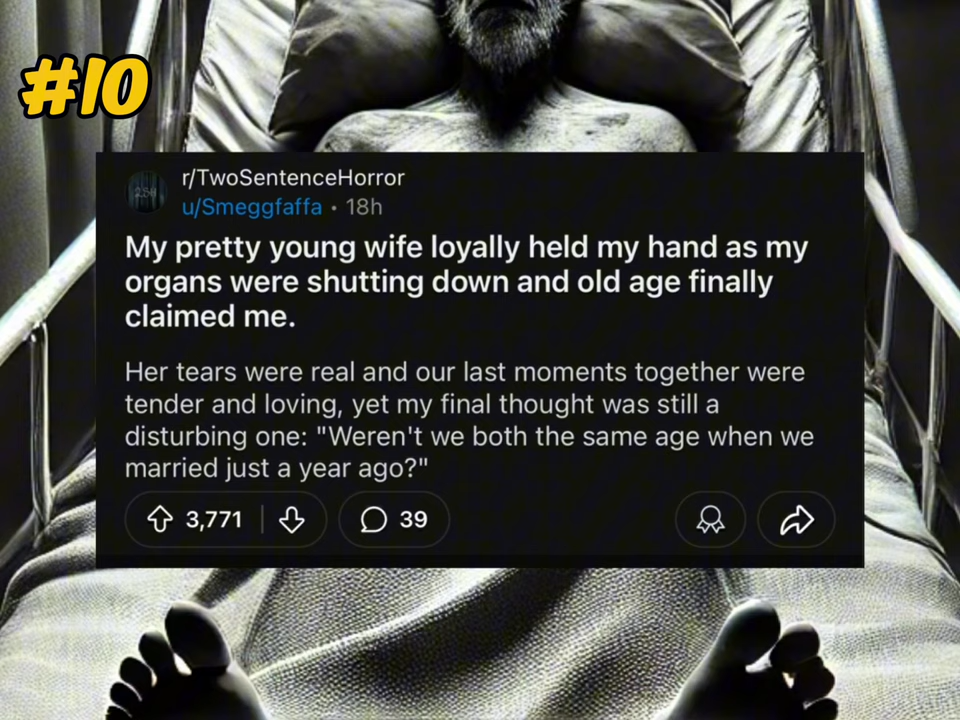 #10
r/TwoSentenceHorror
u/Smeggfaffa • 18h
My pretty young wife loyally held my hand as my
organs were shutting down and old age finally
claimed me.
Her tears were real and our last moments together were
tender and loving, yet my final thought was still a
disturbing one: "Weren't we both the same age when we
married just a year ago?"
3,771
39